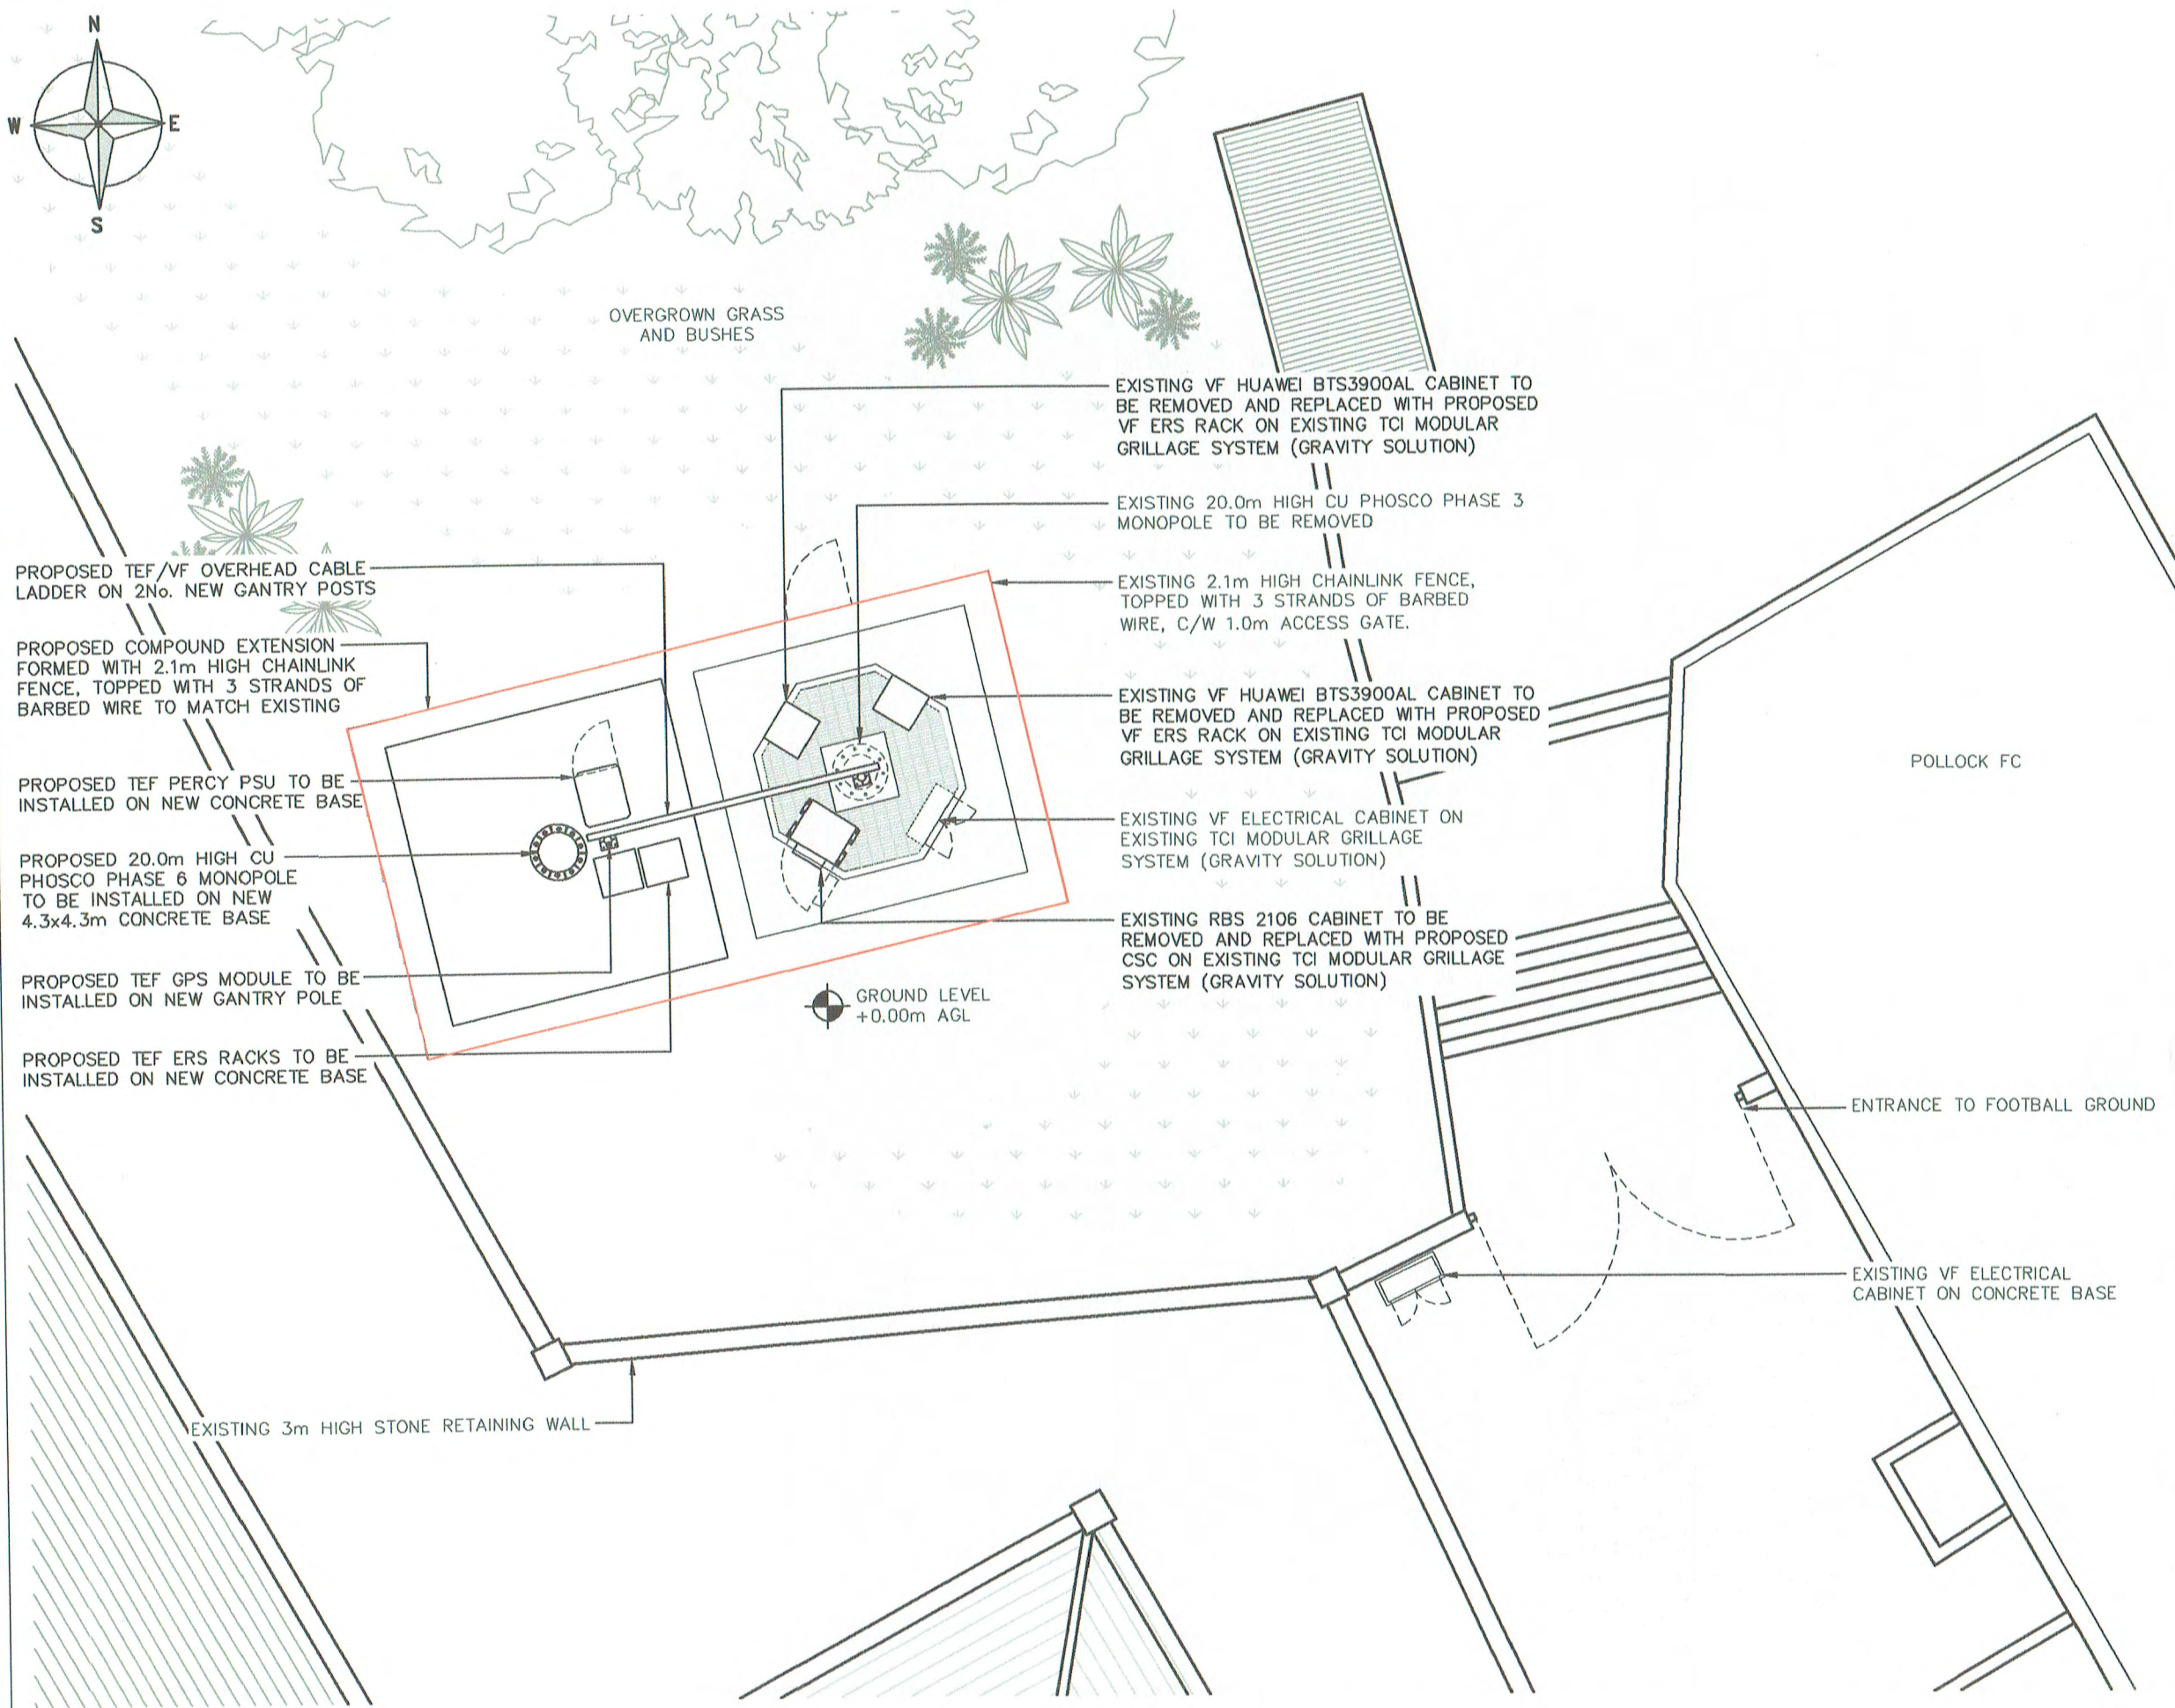 N
W
E
S
OVERGROWN GRASS
AND BUSHES
EXISTING VF HUAWEI BTS3900AL CABINET TO
BE REMOVED AND REPLACED WITH PROPOSED
VF ERS RACK ON EXISTING TCI MODULAR
GRILLAGE SYSTEM (GRAVITY SOLUTION)
EXISTING 20.0m HIGH CU PHOSCO PHASE 3
MONOPOLE TO BE REMOVED
EXISTING 2.1m HIGH CHAINLINK FENCE,
TOPPED WITH 3 STRANDS OF BARBED
WIRE, C/W 1.0m ACCESS GATE.
EXISTING VF HUAWEI BTS3900AL CABINET TO
BE REMOVED AND REPLACED WITH PROPOSED
VF ERS RACK ON EXISTING TCI MODULAR
GRILLAGE SYSTEM (GRAVITY SOLUTION)
EXISTING VF ELECTRICAL CABINET ON
EXISTING TCI MODULAR GRILLAGE
SYSTEM (GRAVITY SOLUTION)
EXISTING RBS 2106 CABINET TO BE
REMOVED AND REPLACED WITH PROPOSED
CSC ON EXISTING TCI MODULAR GRILLAGE
SYSTEM (GRAVITY SOLUTION)
PROPOSED TEF/VF OVERHEAD CABLE
LADDER ON 2No. NEW GANTRY POSTS
PROPOSED COMPOUND EXTENSION
FORMED WITH 2.1m HIGH CHAINLINK
FENCE, TOPPED WITH 3 STRANDS OF
BARBED WIRE TO MATCH EXISTING
PROPOSED TEF PERCY PSU TO BE
INSTALLED ON NEW CONCRETE BASE
PROPOSED 20.0m HIGH CU
PHOSCO PHASE 6 MONOPOLE
TO BE INSTALLED ON NEW
4.3x4.3m CONCRETE BASE
PROPOSED TEF GPS MODULE TO BE
INSTALLED ON NEW GANTRY POLE
PROPOSED TEF ERS RACKS TO BE
INSTALLED ON NEW CONCRETE BASE
GROUND LEVEL
+0.00m AGL
POLLOCK FC
ENTRANCE TO FOOTBALL GROUND
EXISTING VF ELECTRICAL
CABINET ON CONCRETE BASE
EXISTING 3m HIGH STONE RETAINING WALL